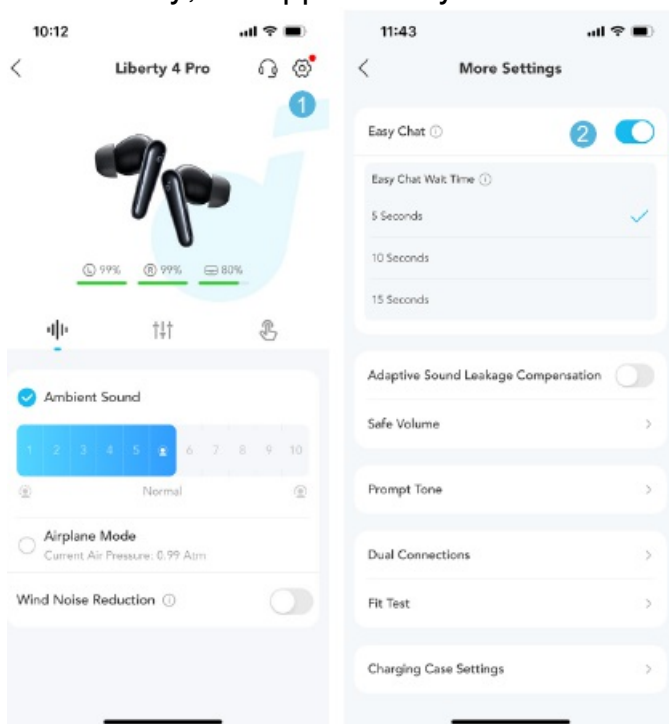 10:12
Liberty 4 Pro
1
L 99% R 99% 80%
Ambient Sound
1 2 3 4 5 6 7 8 9 10
Normal
Airplane Mode
Current Air Pressure: 0.99 Atm
Wind Noise Reduction
11:43
More Settings
Easy Chat
2
Easy Chat Wait Time
5 Seconds
10 Seconds
15 Seconds
Adaptive Sound Leakage Compensation
Safe Volume
Prompt Tone
Dual Connections
Fit Test
Charging Case Settings